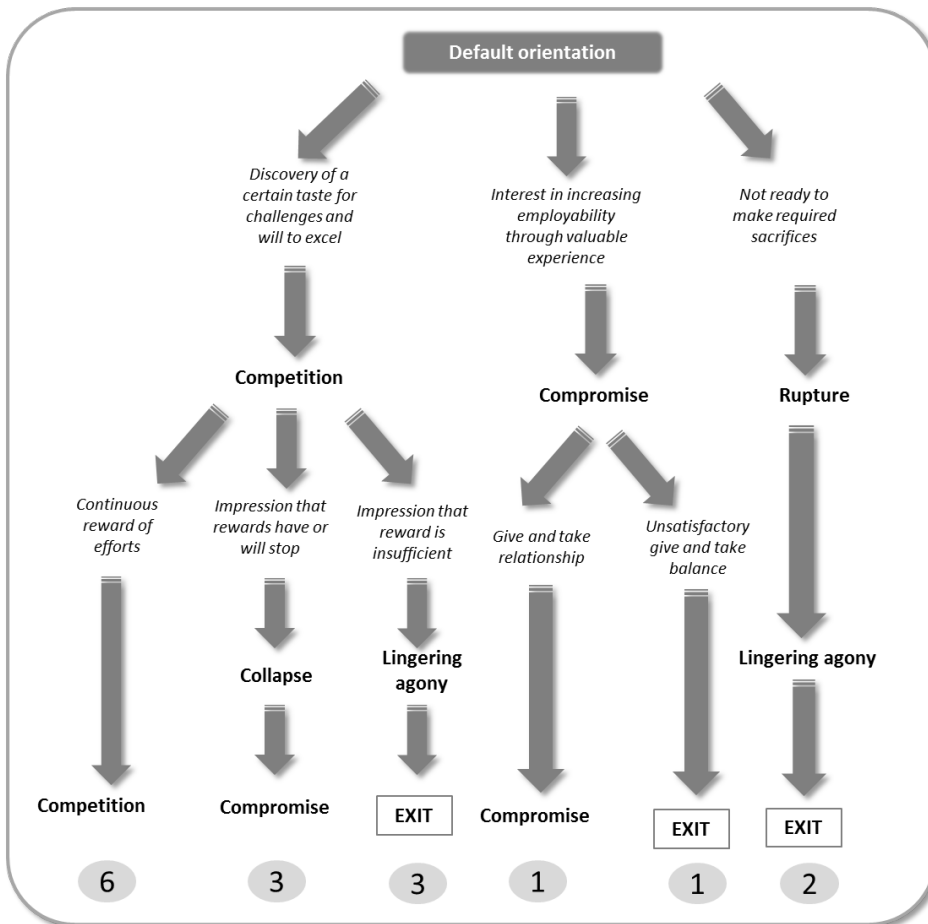 Default orientation
Discovery of a
certain taste for
challenges and
will to excel
Interest in increasing
employability
through valuable
experience
Not ready to
make required
sacrifices
Competition
Compromise
Rupture
Continuous
reward of
efforts
Impression that
rewards have or
will stop
Impression that
reward is
insufficient
Give and take
relationship
Unsatisfactory
give and take
balance
Collapse
Lingering
agony
Lingering agony
Competition
Compromise
EXIT
Compromise
EXIT
EXIT
6
3
3
1
1
2